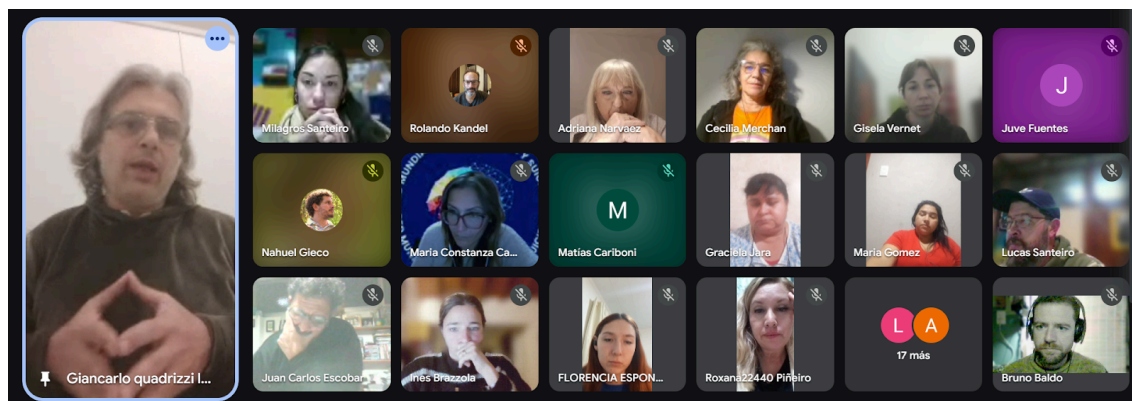 Milagros Santeiro
Rolando Kandel
Adriana Narvaez
Cecilia Merchan
Gisela Vernet
J
Juve Fuentes
Nahuel Gieco
Maria Constanza Ca...
M
Matías Cariboni
Graciela Jara
María Gomez
Lucas Santeiro
Giancarlo quadrizzi l...
Juan Carlos Escobar
Ines Brazzola
FLORENCIA ESPON...
Roxana22440 Piñeiro
L A
17 más
Bruno Baldo